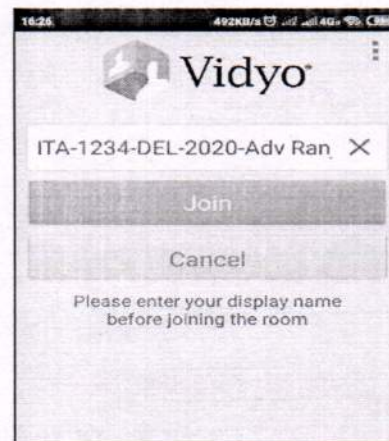 16:26 492KB/s 4G+
Vidyo
ITA-1234-DEL-2020-Adv Ran
Join
Cancel
Please enter your display name
before joining the room